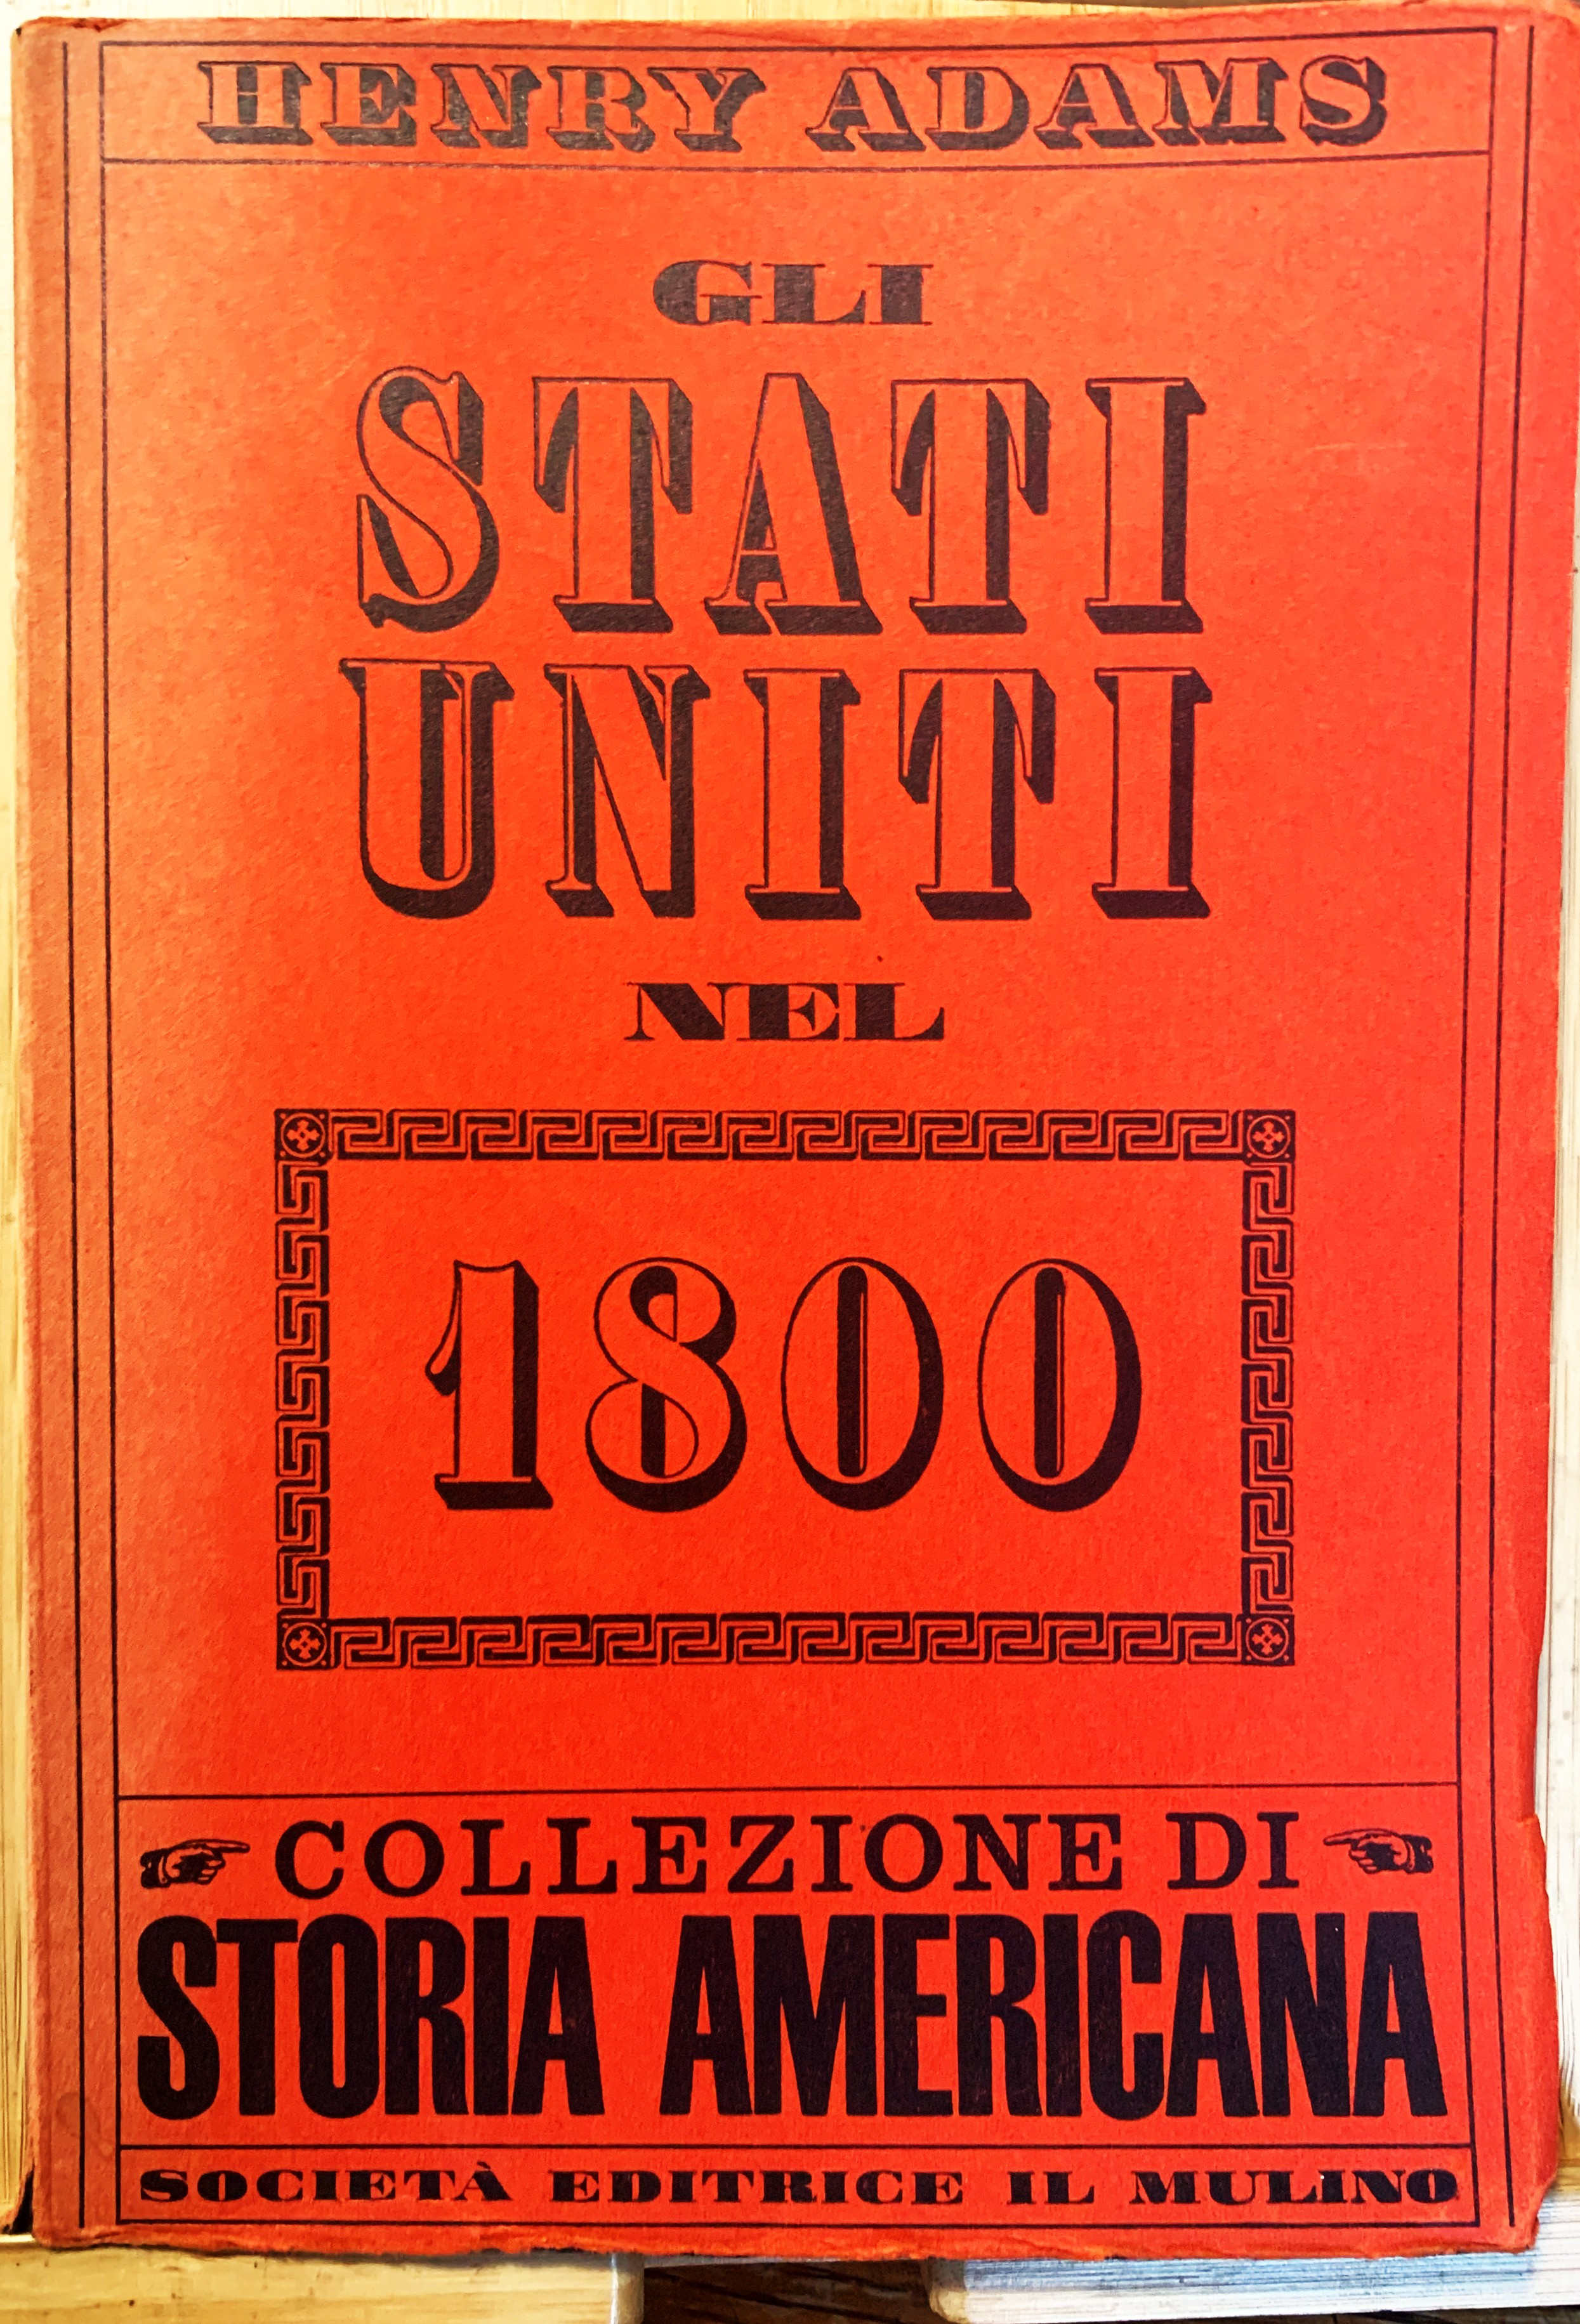 HENRY ADAMS
GLI
STATI
UNITI
NEL
1800
COLLEZIONE DI
STORIA AMERICANA
SOCIETÀ EDITRICE IL MULINO